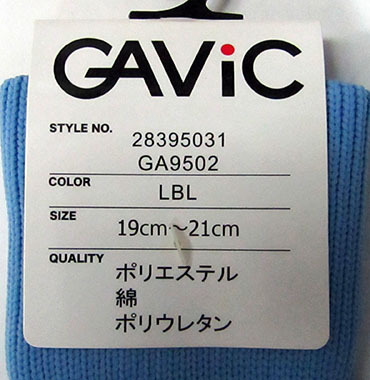 GAViC
STYLE NO. 28395031
GA9502
COLOR LBL
SIZE 19cm～21cm
QUALITY ポリエステル
綿
ポリウレタン